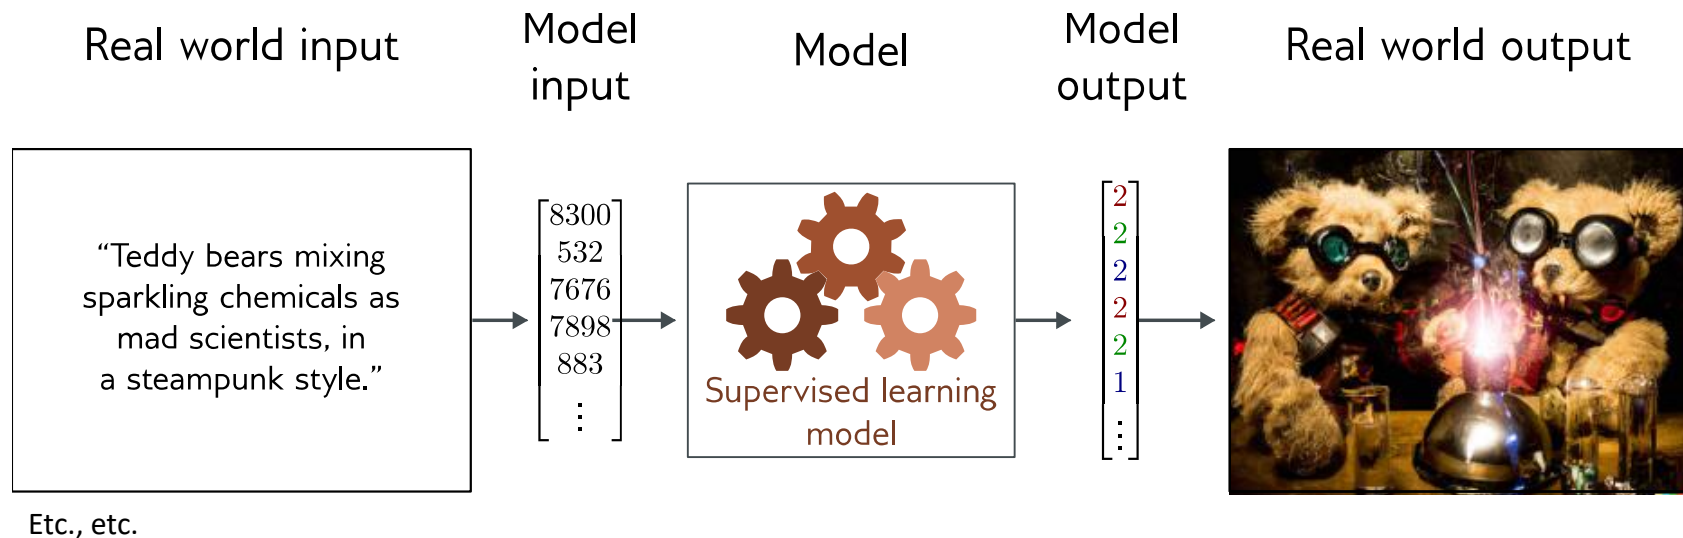 Real world input
Model
input
Model
Model
output
Real world output
“Teddy bears mixing
sparkling chemicals as
mad scientists, in
a steampunk style.”
8300
532
7676
7898
883
⋮
Supervised learning
model
2
2
2
2
2
1
⋮
Etc., etc.